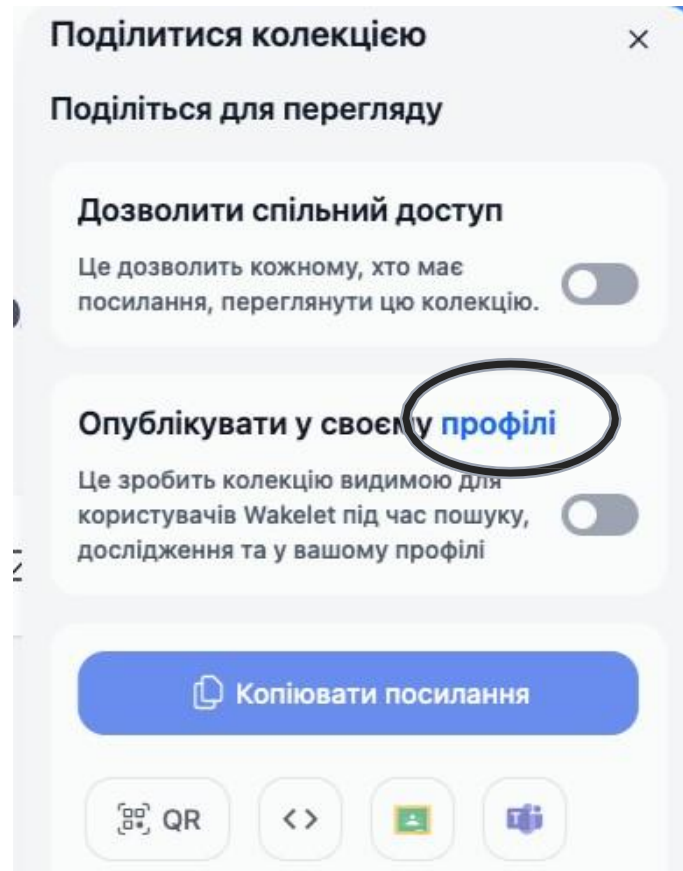 Поділитися колекцією
Поділіться для перегляду
Дозволити спільний доступ
Це дозволить кожному, хто має
посилання, переглянути цю колекцію.
Опублікувати у своєму профілі
Це зробить колекцію видимою для
користувачів Wakelet під час пошуку,
дослідження та у вашому профілі
Копіювати посилання
QR